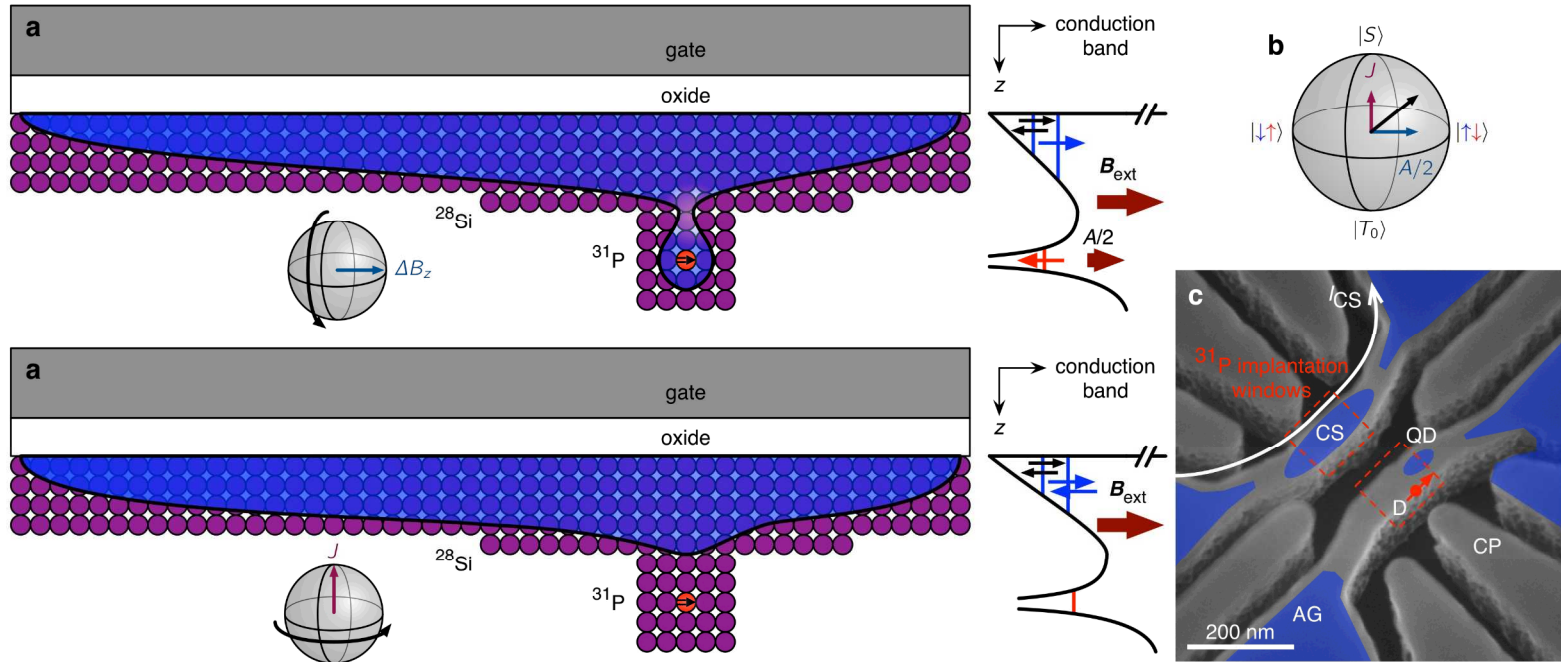 a
gate
oxide
²⁸Si
³¹P
ΔB_z
conduction
band
z
B_ext
A/2
b
|S⟩
J
|↓↑⟩
|↑↓⟩
A/2
|T₀⟩
a
gate
oxide
²⁸Si
³¹P
J
conduction
band
z
B_ext
c
I_CS
³¹P implantation
windows
CS
QD
D
CP
AG
200 nm